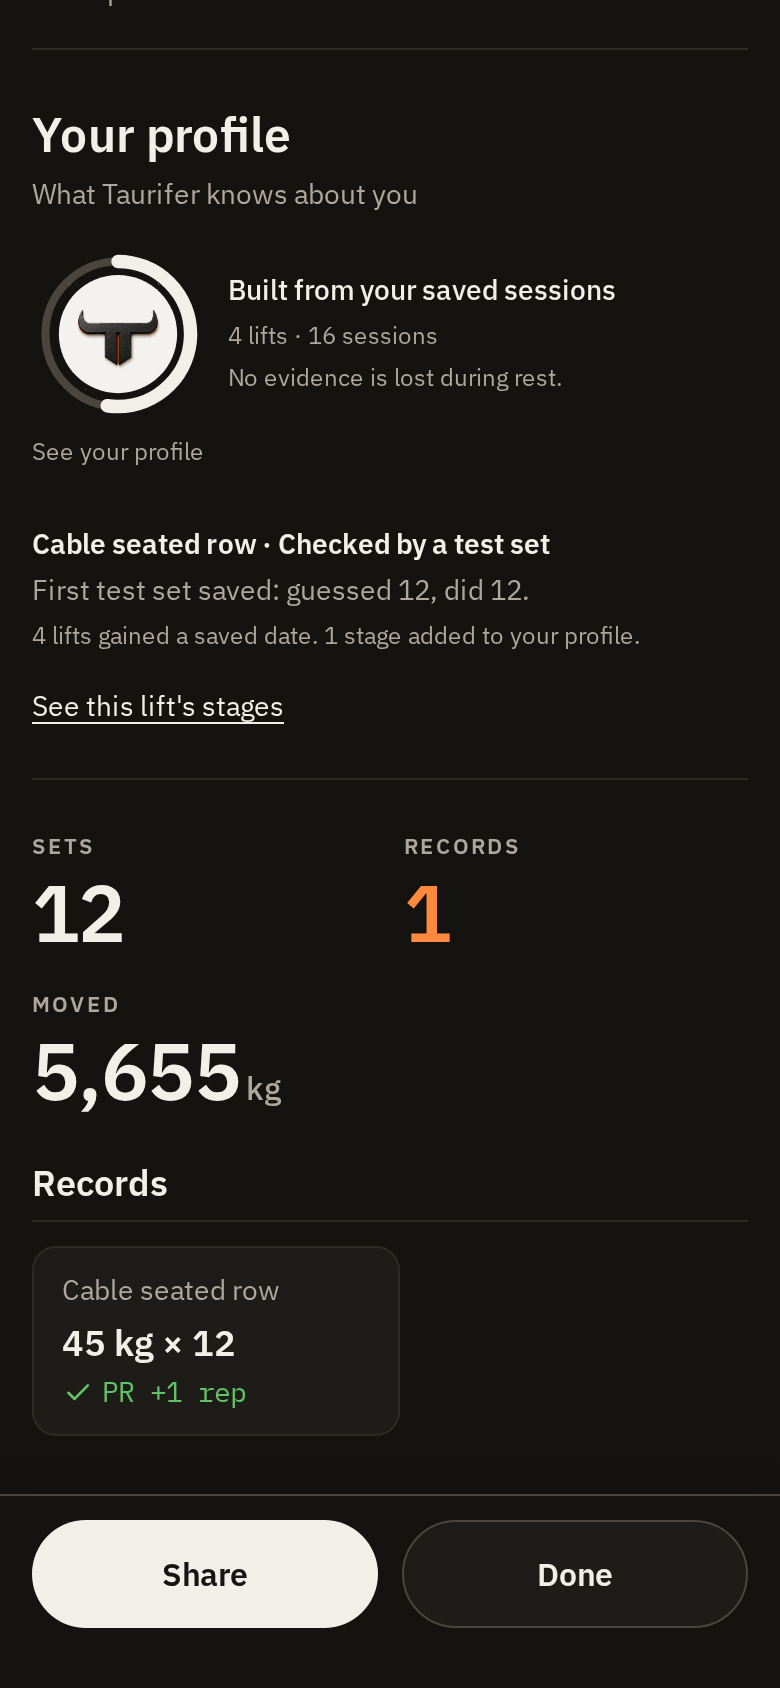 Your profile
What Taurifer knows about you
Built from your saved sessions
4 lifts · 16 sessions
No evidence is lost during rest.
See your profile
Cable seated row · Checked by a test set
First test set saved: guessed 12, did 12.
4 lifts gained a saved date. 1 stage added to your profile.
See this lift's stages
SETS
RECORDS
12
1
MOVED
5,655 kg
Records
Cable seated row
45 kg × 12
✓ PR +1 rep
Share
Done